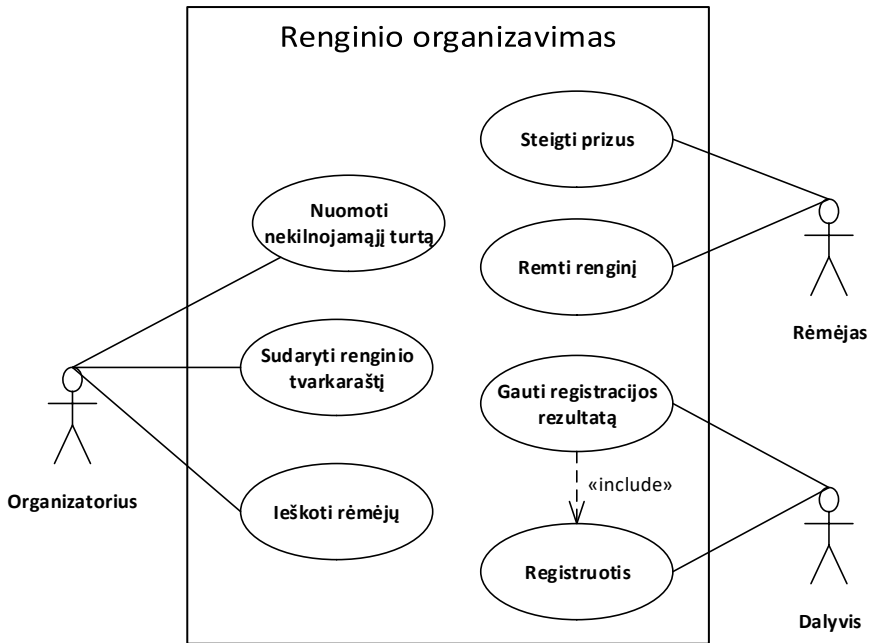 Renginio organizavimas
Steigti prizus
Nuomoti
nekilnojamąjį turtą
Remti renginį
Rėmėjas
Sudaryti renginio
tvarkaraštį
Gauti registracijos
rezultatą
Organizatorius
«include»
Ieškoti rėmėjų
Registruotis
Dalyvis